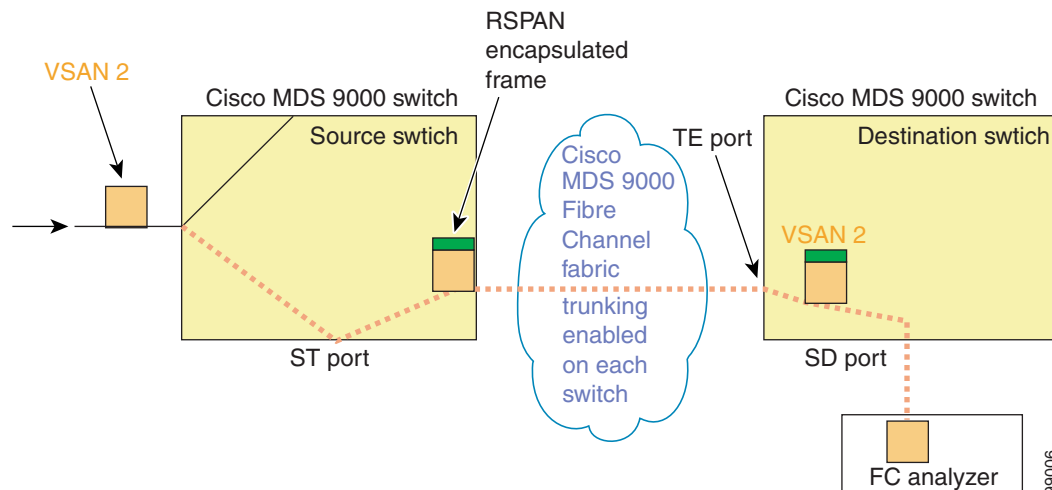 RSPAN
encapsulated
frame
VSAN 2
Cisco MDS 9000 switch
Source swtich
ST port
Cisco
MDS 9000
Fibre
Channel
fabric
trunking
enabled
on each
switch
TE port
Cisco MDS 9000 switch
Destination swtich
VSAN 2
SD port
FC analyzer